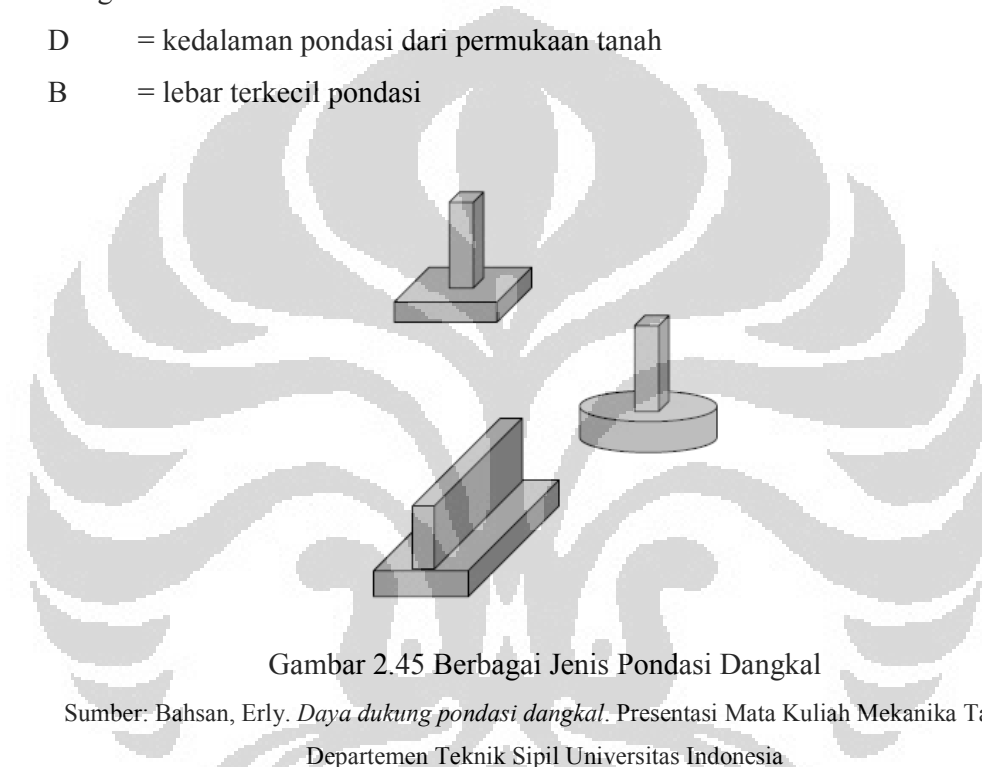 D = kedalaman pondasi dari permukaan tanah
B = lebar terkecil pondasi
Gambar 2.45 Berbagai Jenis Pondasi Dangkal
Sumber: Bahsan, Erly. Daya dukung pondasi dangkal. Presentasi Mata Kuliah Mekanika Ta
Departemen Teknik Sipil Universitas Indonesia